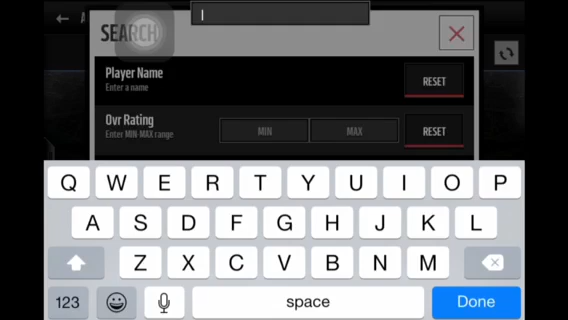 SEARCH
Player Name
Enter a name
RESET
Ovr Rating
Enter MIN-MAX range
MIN
MAX
RESET
Q W E R T Y U I O P
A S D F G H J K L
Z X C V B N M
123
space
Done